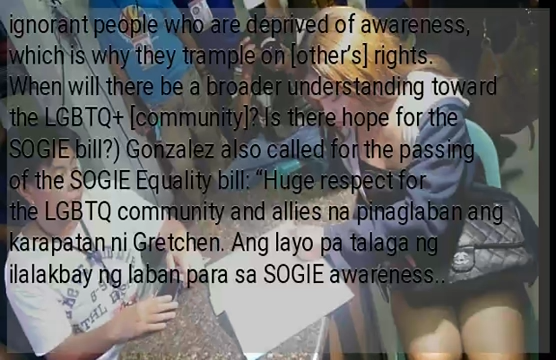 ignorant people who are deprived of awareness,
which is why they trample on [other's] rights.
When will there be a broader understanding toward
the LGBTQ+ [community]? Is there hope for the
SOGIE bill?) Gonzalez also called for the passing
of the SOGIE Equality bill: “Huge respect for
the LGBTQ community and allies na pinaglaban ang
karapatan ni Gretchen. Ang layo pa talaga ng
ilalakbay ng laban para sa SOGIE awareness..